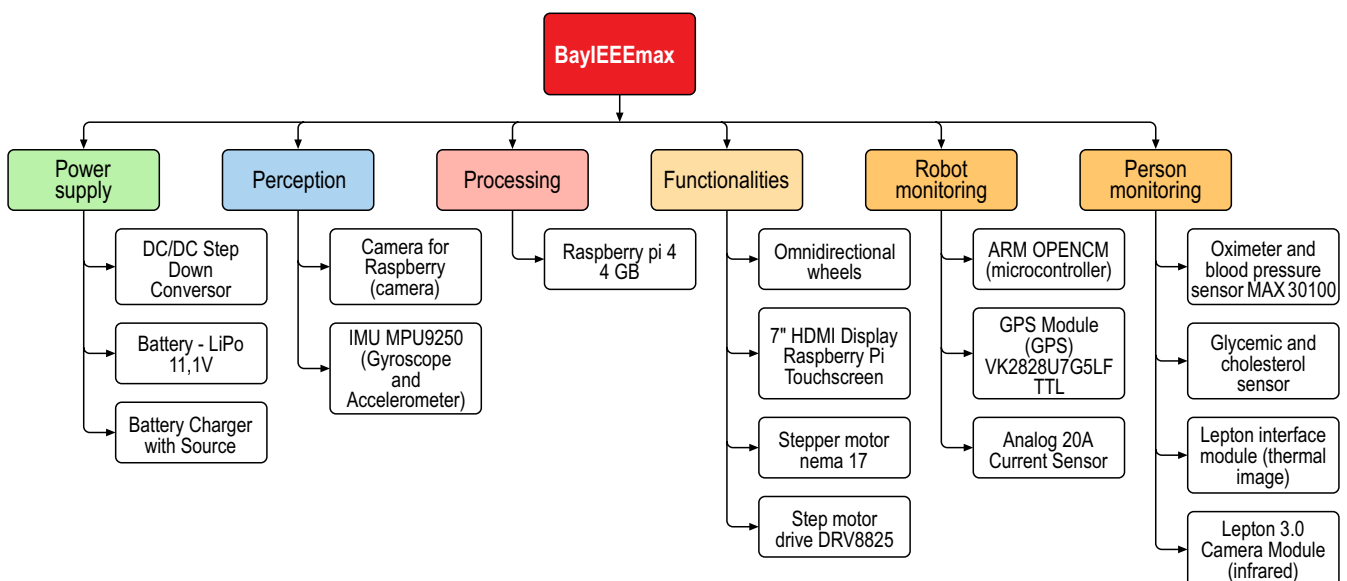 BayIEEEmax
Power
supply
Perception
Processing
Functionalities
Robot
monitoring
Person
monitoring
DC/DC Step
Down
Conversor
Battery - LiPo
11,1V
Battery Charger
with Source
Camera for
Raspberry
(camera)
IMU MPU9250
(Gyroscope
and
Accelerometer)
Raspberry pi 4
4 GB
Omnidirectional
wheels
7" HDMI Display
Raspberry Pi
Touchscreen
Stepper motor
nema 17
Step motor
drive DRV8825
ARM OPENCM
(microcontroller)
GPS Module
(GPS)
VK2828U7G5LF
TTL
Analog 20A
Current Sensor
Oximeter and
blood pressure
sensor MAX 30100
Glycemic and
cholesterol
sensor
Lepton interface
module (thermal
image)
Lepton 3.0
Camera Module
(infrared)